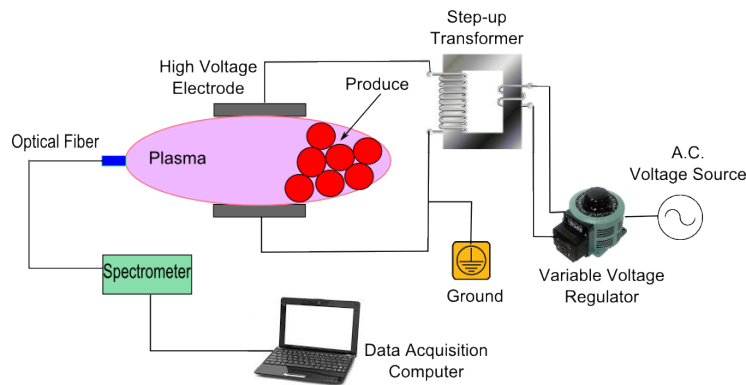 Step-up
Transformer
High Voltage
Electrode
Produce
Optical Fiber
Plasma
A.C.
Voltage Source
Spectrometer
Ground
Variable Voltage
Regulator
Data Acquisition
Computer